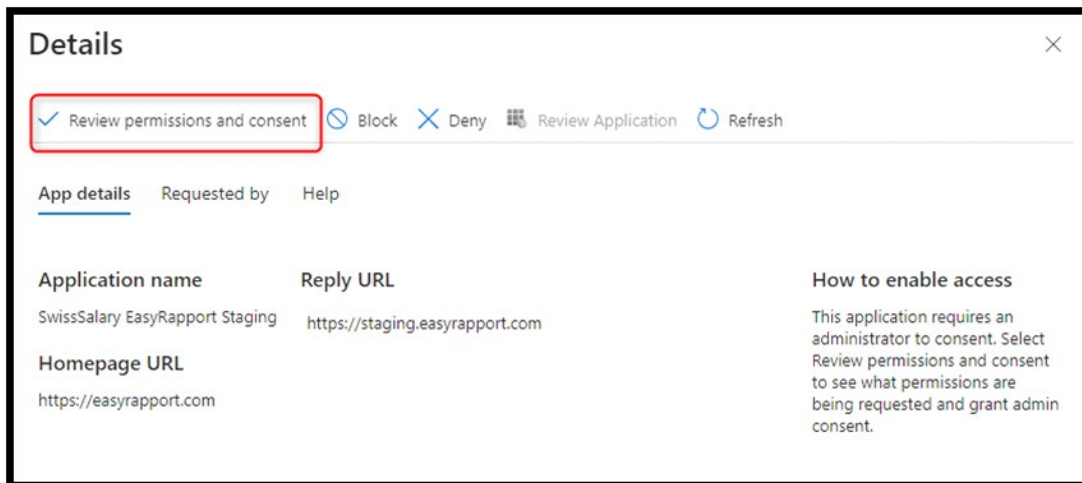 Details
Review permissions and consent Block Deny Review Application Refresh
App details Requested by Help
Application name
SwissSalary EasyRapport Staging
Homepage URL
https://easyrapport.com
Reply URL
https://staging.easyrapport.com
How to enable access
This application requires an
administrator to consent. Select
Review permissions and consent
to see what permissions are
being requested and grant admin
consent.